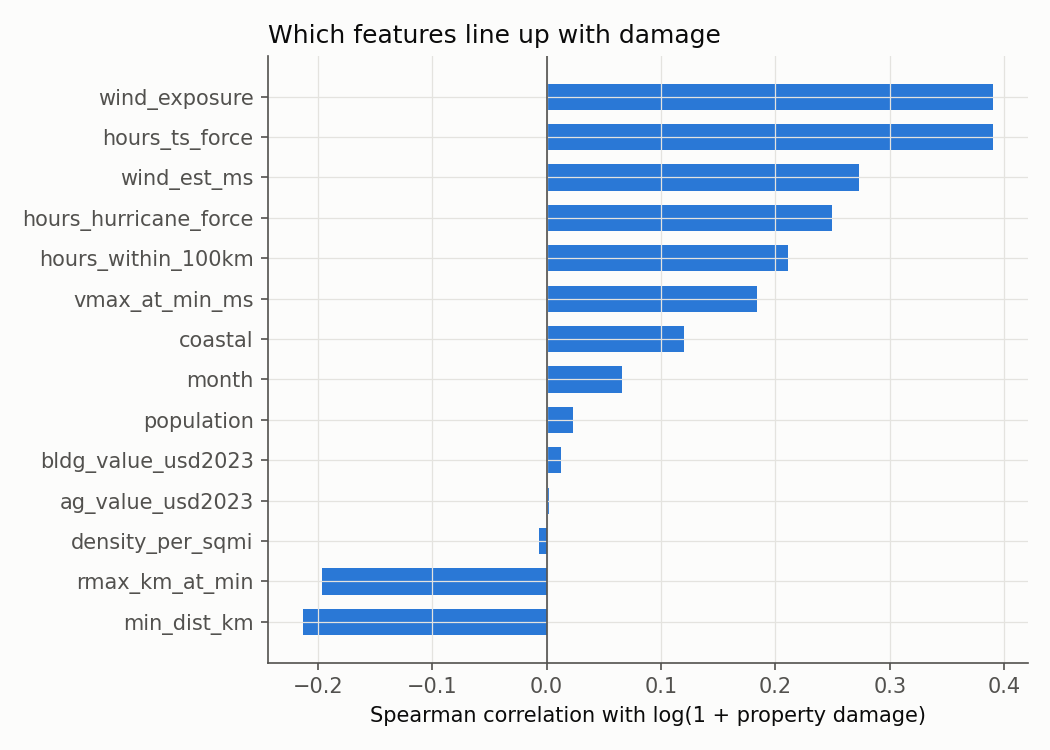 Which features line up with damage
wind_exposure
hours_ts_force
wind_est_ms
hours_hurricane_force
hours_within_100km
vmax_at_min_ms
coastal
month
population
bldg_value_usd2023
ag_value_usd2023
density_per_sqmi
rmax_km_at_min
min_dist_km
−0.2 −0.1 0.0 0.1 0.2 0.3 0.4
Spearman correlation with log(1 + property damage)